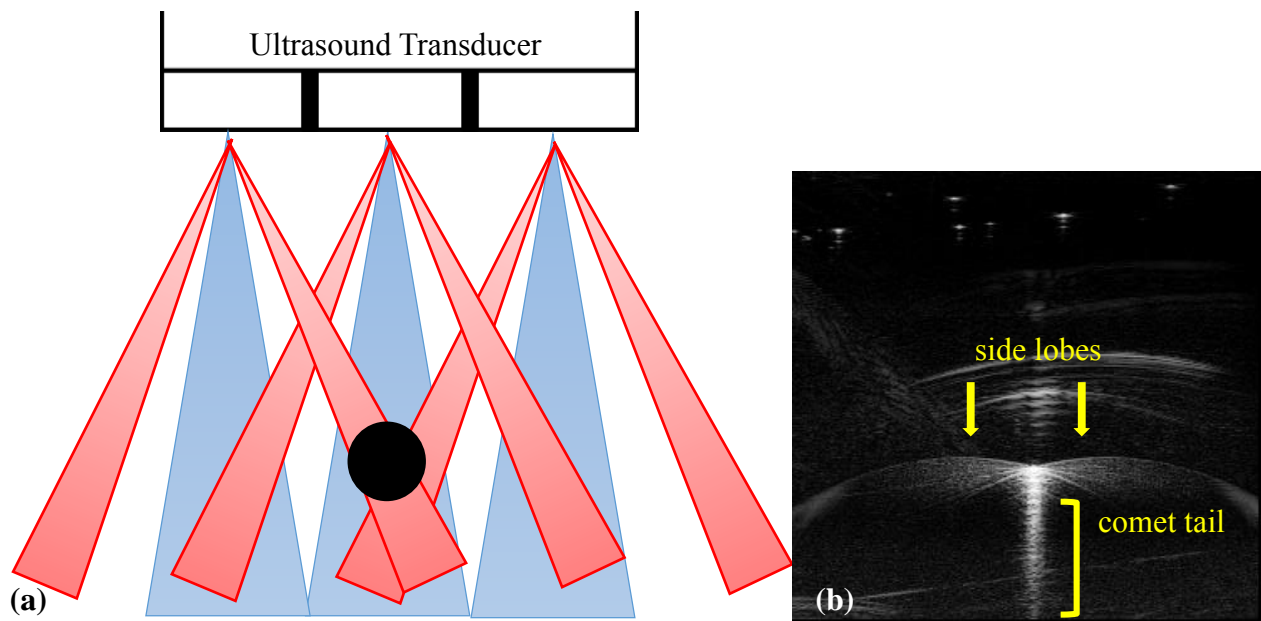 Ultrasound Transducer
side lobes
comet tail
(a)
(b)